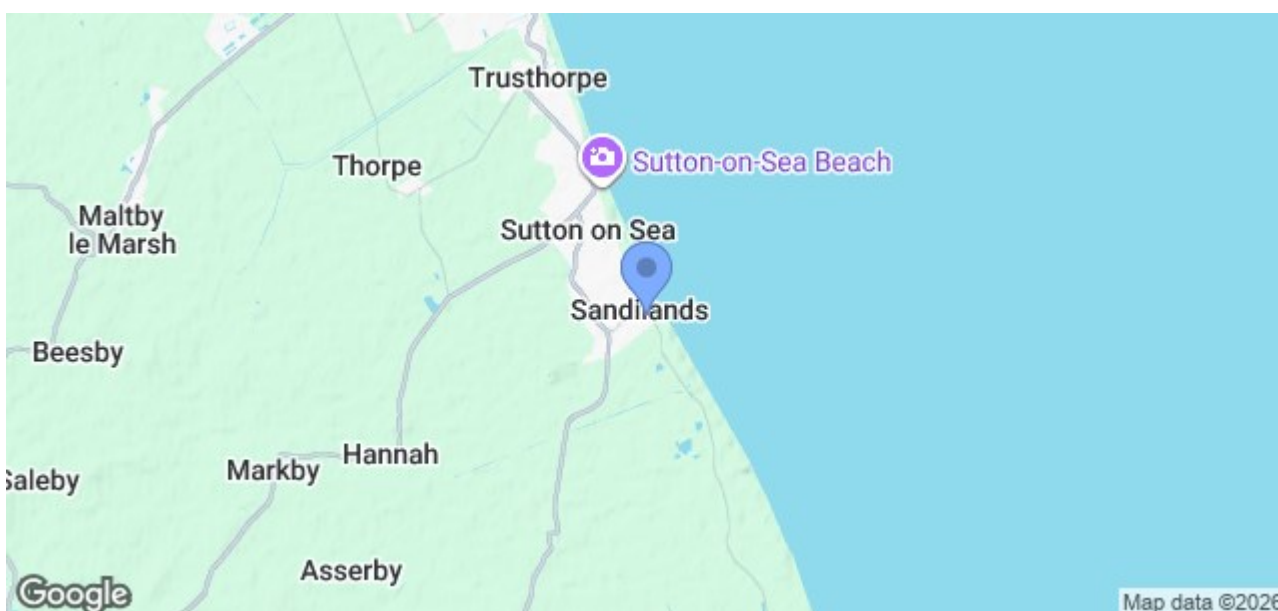 Trusthorpe
Sutton-on-Sea Beach
Thorpe
Maltby
le Marsh
Sutton on Sea
Sandilands
Beesby
Hannah
Markby
Saleby
Asserby
Google
Map data ©2026